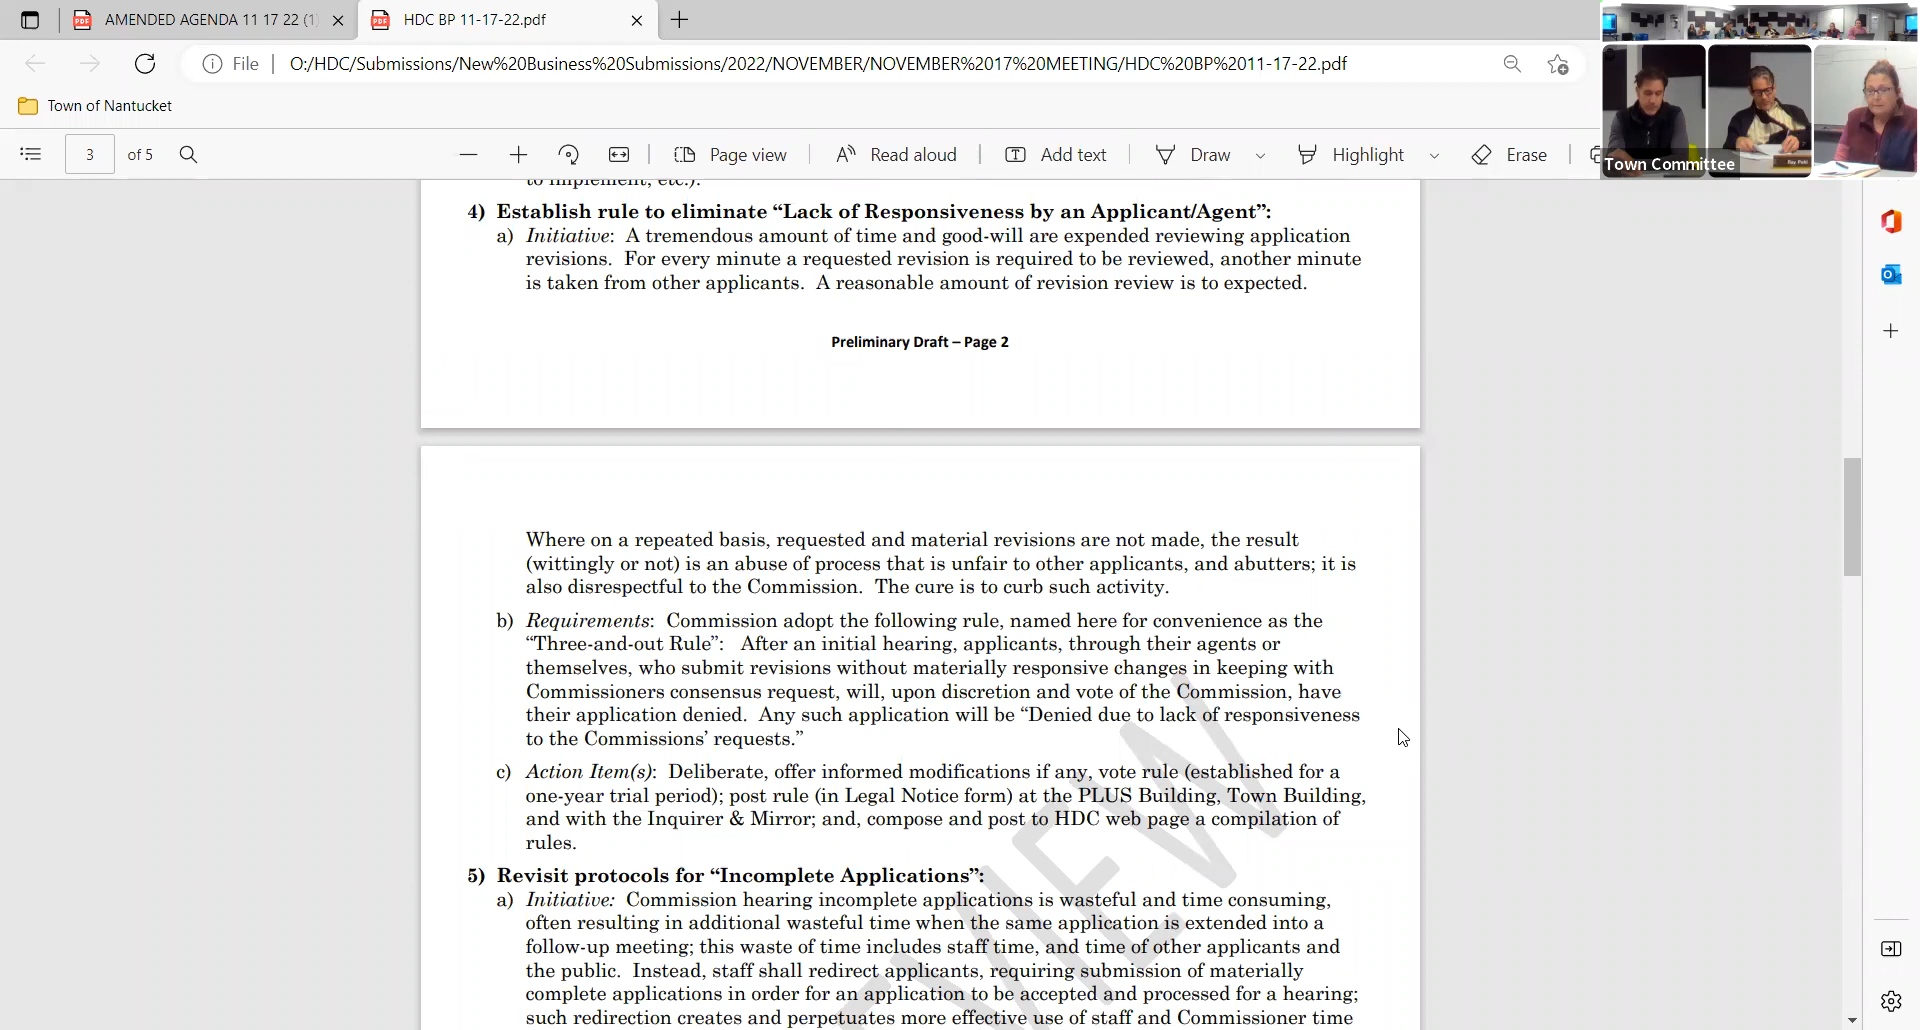 AMENDED AGENDA 11 17 22 (1)
HDC BP 11-17-22.pdf
File
O:/HDC/Submissions/New%20Business%20Submissions/2022/NOVEMBER/NOVEMBER%2017%20MEETING/HDC%20BP%2011-17-22.pdf
Town of Nantucket
3 of 5
Page view
Read aloud
Add text
Draw
Highlight
Erase
Town Committee
to implement, etc.).
4) Establish rule to eliminate “Lack of Responsiveness by an Applicant/Agent”:
a) Initiative: A tremendous amount of time and good-will are expended reviewing application
revisions. For every minute a requested revision is required to be reviewed, another minute
is taken from other applicants. A reasonable amount of revision review is to expected.
Preliminary Draft – Page 2
Where on a repeated basis, requested and material revisions are not made, the result
(wittingly or not) is an abuse of process that is unfair to other applicants, and abutters; it is
also disrespectful to the Commission. The cure is to curb such activity.
b) Requirements: Commission adopt the following rule, named here for convenience as the
“Three-and-out Rule”: After an initial hearing, applicants, through their agents or
themselves, who submit revisions without materially responsive changes in keeping with
Commissioners consensus request, will, upon discretion and vote of the Commission, have
their application denied. Any such application will be “Denied due to lack of responsiveness
to the Commissions’ requests.”
c) Action Item(s): Deliberate, offer informed modifications if any, vote rule (established for a
one-year trial period); post rule (in Legal Notice form) at the PLUS Building, Town Building,
and with the Inquirer & Mirror; and, compose and post to HDC web page a compilation of
rules.
5) Revisit protocols for “Incomplete Applications”:
a) Initiative: Commission hearing incomplete applications is wasteful and time consuming,
often resulting in additional wasteful time when the same application is extended into a
follow-up meeting; this waste of time includes staff time, and time of other applicants and
the public. Instead, staff shall redirect applicants, requiring submission of materially
complete applications in order for an application to be accepted and processed for a hearing;
such redirection creates and perpetuates more effective use of staff and Commissioner time